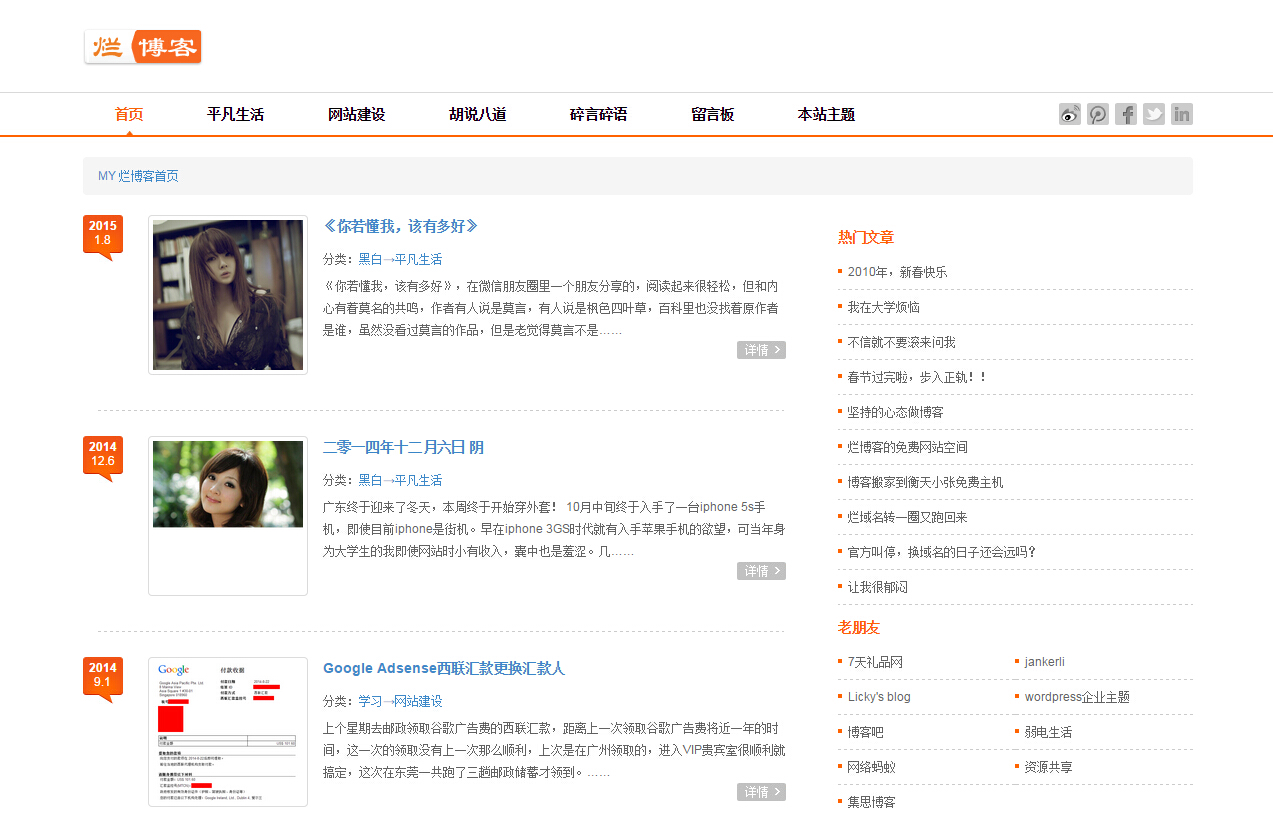 烂 博客
首页 平凡生活 网站建设 胡说八道 碎言碎语 留言板 本站主题
MY 烂博客首页
2015
1.8
《你若懂我，该有多好》
分类：黑白→平凡生活
《你若懂我，该有多好》，在微信朋友圈里一个朋友分享的，阅读起来很轻松，但和内
心有着莫名的共鸣，作者有人说是莫言，有人说是枫色四叶草，百科里也没找着原作者
是谁，虽然没看过莫言的作品，但是老觉得莫言不是……
详情
2014
12.6
二零一四年十二月六日 阴
分类：黑白→平凡生活
广东终于迎来了冬天，本周终于开始穿外套！ 10月中旬终于入手了一台iphone 5s手
机，即使目前iphone是街机。早在iphone 3GS时代就有入手苹果手机的欲望，可当年身
为大学生的我即使网站时小有收入，囊中也是羞涩。几……
详情
2014
9.1
Google
付款收据
Google Adsense西联汇款更换汇款人
分类：学习→网站建设
上个星期去邮政领取谷歌广告费的西联汇款，距离上一次领取谷歌广告费将近一年的时
间，这一次的领取没有上一次那么顺利，上次是在广州领取的，进入VIP贵宾室很顺利就
搞定，这次在东莞一共跑了三趟邮政储蓄才领到。……
详情
热门文章
2010年，新春快乐
我在大学烦恼
不信就不要滚来问我
春节过完啦，步入正轨！！
坚持的心态做博客
烂博客的免费网站空间
博客搬家到衡天小张免费主机
烂域名转一圈又跑回来
官方叫停，换域名的日子还会远吗？
让我很郁闷
老朋友
7天礼品网 jankerli
Licky's blog wordpress企业主题
博客吧 弱电生活
网络蚂蚁 资源共享
集思博客